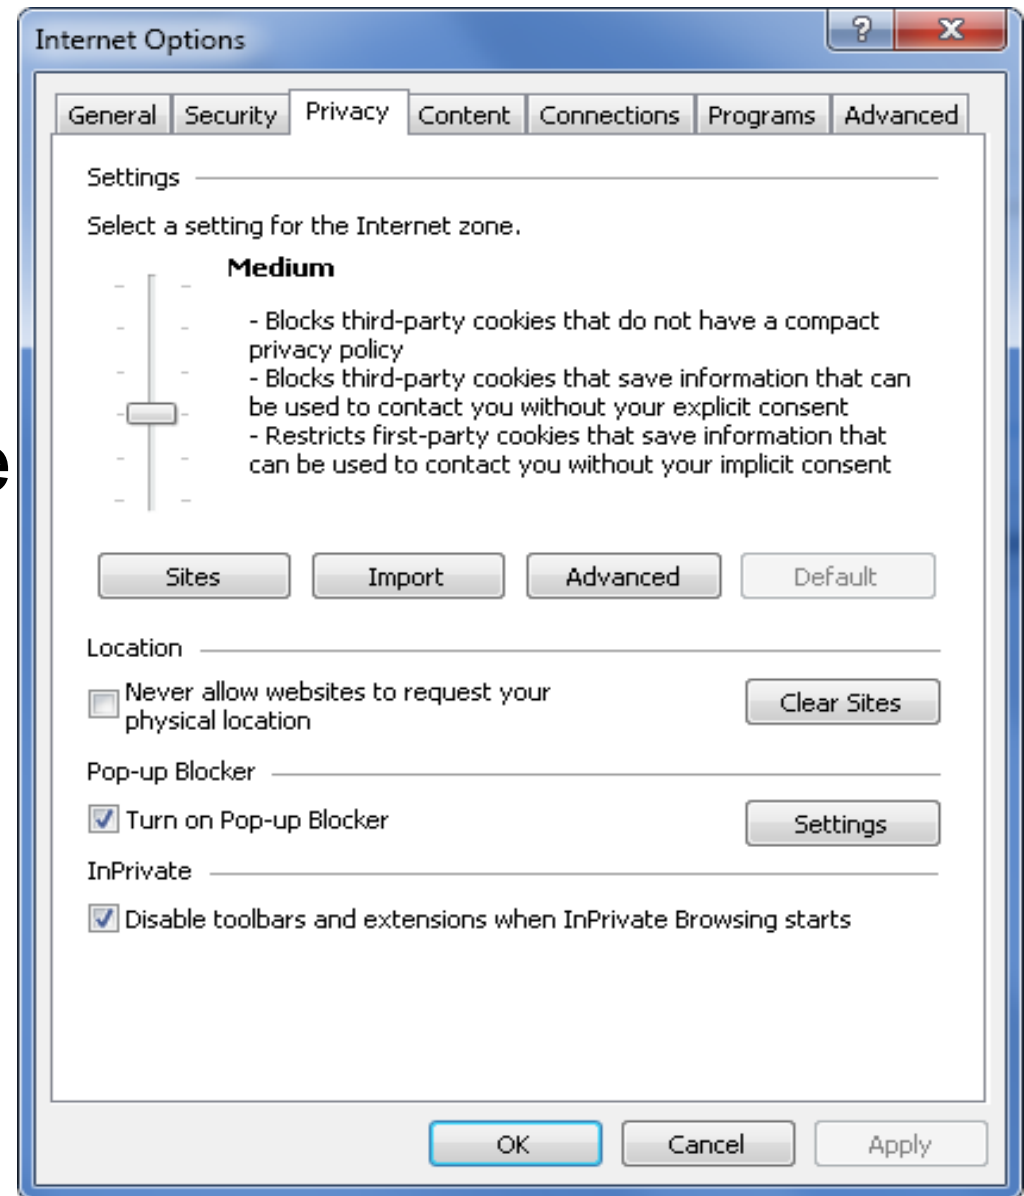 Internet Options
General Security Privacy Content Connections Programs Advanced
Settings
Select a setting for the Internet zone.
Medium
- Blocks third-party cookies that do not have a compact
privacy policy
- Blocks third-party cookies that save information that can
be used to contact you without your explicit consent
- Restricts first-party cookies that save information that
can be used to contact you without your implicit consent
e
Sites Import Advanced Default
Location
Never allow websites to request your
physical location
Clear Sites
Pop-up Blocker
Turn on Pop-up Blocker
Settings
InPrivate
Disable toolbars and extensions when InPrivate Browsing starts
OK Cancel Apply